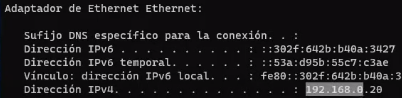 Adaptador de Ethernet Ethernet:
Sufijo DNS específico para la conexión. . :
Dirección IPv6 . . . . . . . . . . : ::302f:642b:b40a:3427
Dirección IPv6 temporal. . . . . . : ::53a:d95b:55c7:c3ae
Vínculo: dirección IPv6 local. . . : fe80::302f:642b:b40a:3
Dirección IPv4. . . . . . . . . . . . . . : 192.168.0.20